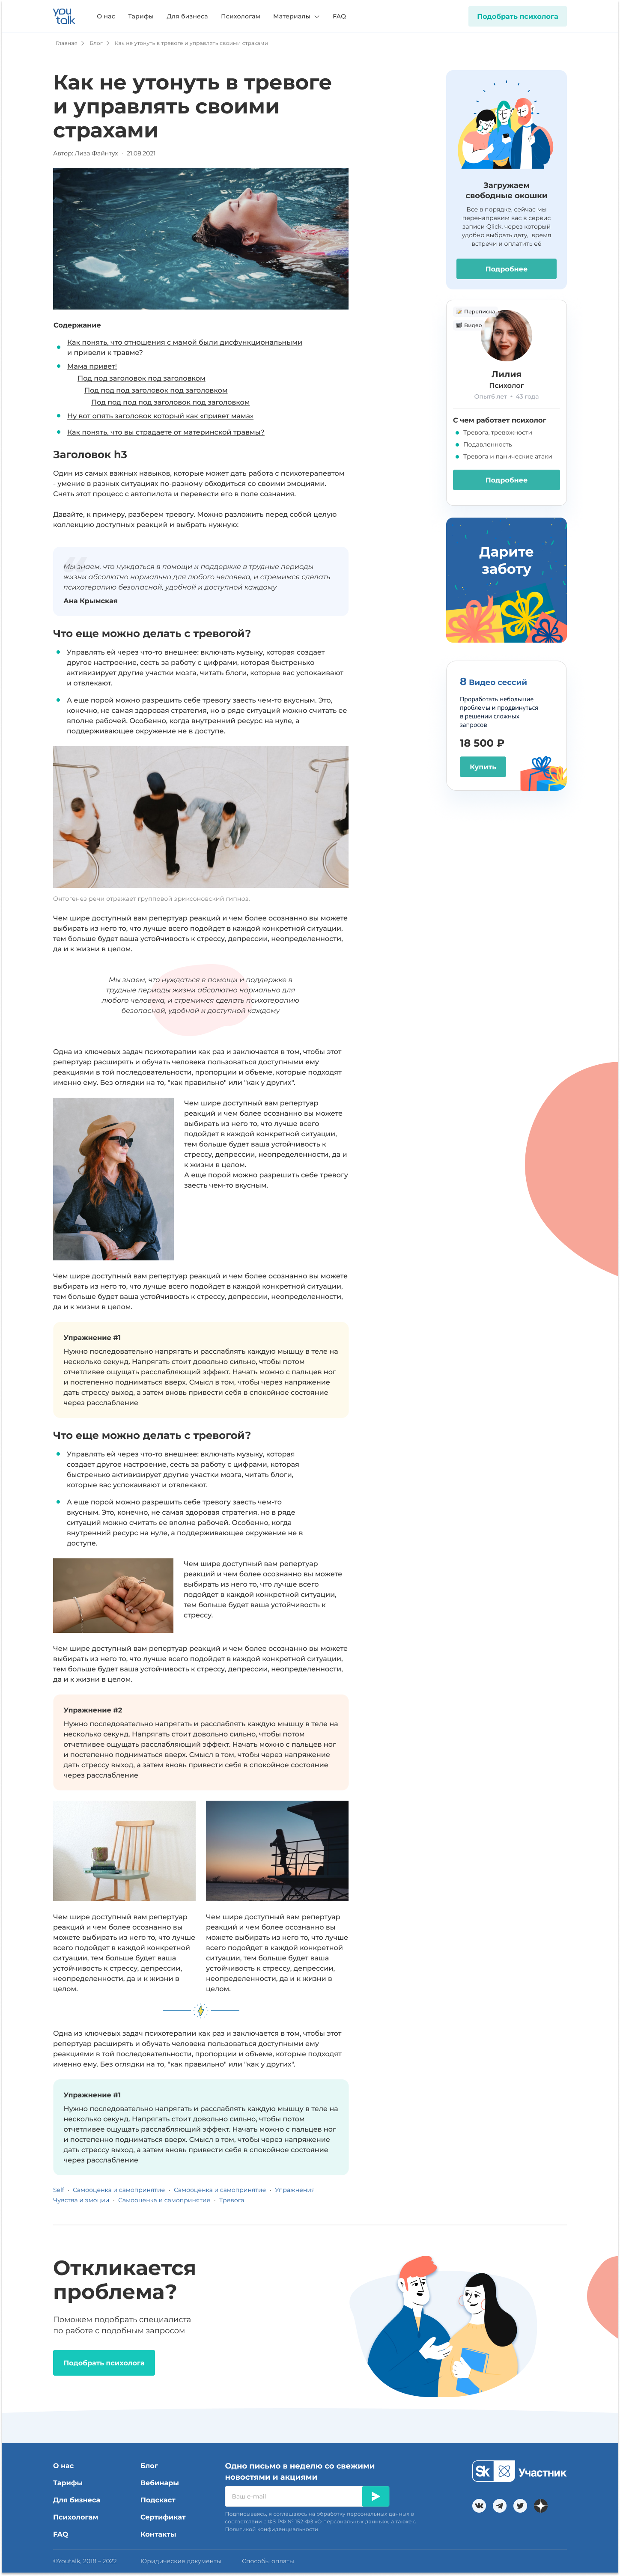 you
talk
О нас
Тарифы
Для бизнеса
Психологам
Материалы
FAQ
Подобрать психолога
Главная
Блог
Как не утонуть в тревоге и управлять своими страхами
Как не утонуть в тревоге
и управлять своими
страхами
Автор: Лиза Файнтух · 21.08.2021
Содержание
Как понять, что отношения с мамой были дисфункциональными
и привели к травме?
Мама привет!
Под под заголовок под заголовком
Под под под заголовок под заголовком
Под под под под заголовок под заголовком
Ну вот опять заголовок который как «привет мама»
Как понять, что вы страдаете от материнской травмы?
Заголовок h3
Один из самых важных навыков, которые может дать работа с психотерапевтом
- умение в разных ситуациях по-разному обходиться со своими эмоциями.
Снять этот процесс с автопилота и перевести его в поле сознания.
Давайте, к примеру, разберем тревогу. Можно разложить перед собой целую
коллекцию доступных реакций и выбрать нужную:
Мы знаем, что нуждаться в помощи и поддержке в трудные периоды
жизни абсолютно нормально для любого человека, и стремимся сделать
психотерапию безопасной, удобной и доступной каждому
Ана Крымская
Что еще можно делать с тревогой?
Управлять ей через что-то внешнее: включать музыку, которая создает
другое настроение, сесть за работу с цифрами, которая быстренько
активизирует другие участки мозга, читать блоги, которые вас успокаивают
и отвлекают.
А еще порой можно разрешить себе тревогу заесть чем-то вкусным. Это,
конечно, не самая здоровая стратегия, но в ряде ситуаций можно считать ее
вполне рабочей. Особенно, когда внутренний ресурс на нуле, а
поддерживающее окружение не в доступе.
Онтогенез речи отражает групповой эриксоновский гипноз.
Чем шире доступный вам репертуар реакций и чем более осознанно вы можете
выбирать из него то, что лучше всего подойдет в каждой конкретной ситуации,
тем больше будет ваша устойчивость к стрессу, депрессии, неопределенности,
да и к жизни в целом.
Мы знаем, что нуждаться в помощи и поддержке в
трудные периоды жизни абсолютно нормально для
любого человека, и стремимся сделать психотерапию
безопасной, удобной и доступной каждому
Одна из ключевых задач психотерапии как раз и заключается в том, чтобы этот
репертуар расширять и обучать человека пользоваться доступными ему
реакциями в той последовательности, пропорции и объеме, которые подходят
именно ему. Без оглядки на то, "как правильно" или "как у других".
Чем шире доступный вам репертуар
реакций и чем более осознанно вы можете
выбирать из него то, что лучше всего
подойдет в каждой конкретной ситуации,
тем больше будет ваша устойчивость к
стрессу, депрессии, неопределенности, да и
к жизни в целом.
А еще порой можно разрешить себе тревогу
заесть чем-то вкусным.
Чем шире доступный вам репертуар реакций и чем более осознанно вы можете
выбирать из него то, что лучше всего подойдет в каждой конкретной ситуации,
тем больше будет ваша устойчивость к стрессу, депрессии, неопределенности,
да и к жизни в целом.
Упражнение #1
Нужно последовательно напрягать и расслаблять каждую мышцу в теле на
несколько секунд. Напрягать стоит довольно сильно, чтобы потом
отчетливее ощущать расслабляющий эффект. Начать можно с пальцев ног
и постепенно подниматься вверх. Смысл в том, чтобы через напряжение
дать стрессу выход, а затем вновь привести себя в спокойное состояние
через расслабление
Что еще можно делать с тревогой?
Управлять ей через что-то внешнее: включать музыку, которая
создает другое настроение, сесть за работу с цифрами, которая
быстренько активизирует другие участки мозга, читать блоги,
которые вас успокаивают и отвлекают.
А еще порой можно разрешить себе тревогу заесть чем-то
вкусным. Это, конечно, не самая здоровая стратегия, но в ряде
ситуаций можно считать ее вполне рабочей. Особенно, когда
внутренний ресурс на нуле, а поддерживающее окружение не в
доступе.
Чем шире доступный вам репертуар
реакций и чем более осознанно вы можете
выбирать из него то, что лучше всего
подойдет в каждой конкретной ситуации,
тем больше будет ваша устойчивость к
стрессу.
Чем шире доступный вам репертуар реакций и чем более осознанно вы можете
выбирать из него то, что лучше всего подойдет в каждой конкретной ситуации,
тем больше будет ваша устойчивость к стрессу, депрессии, неопределенности,
да и к жизни в целом.
Упражнение #2
Нужно последовательно напрягать и расслаблять каждую мышцу в теле на
несколько секунд. Напрягать стоит довольно сильно, чтобы потом
отчетливее ощущать расслабляющий эффект. Начать можно с пальцев ног
и постепенно подниматься вверх. Смысл в том, чтобы через напряжение
дать стрессу выход, а затем вновь привести себя в спокойное состояние
через расслабление
Чем шире доступный вам репертуар
реакций и чем более осознанно вы
можете выбирать из него то, что лучше
всего подойдет в каждой конкретной
ситуации, тем больше будет ваша
устойчивость к стрессу, депрессии,
неопределенности, да и к жизни в
целом.
Чем шире доступный вам репертуар
реакций и чем более осознанно вы
можете выбирать из него то, что лучше
всего подойдет в каждой конкретной
ситуации, тем больше будет ваша
устойчивость к стрессу, депрессии,
неопределенности, да и к жизни в
целом.
Одна из ключевых задач психотерапии как раз и заключается в том, чтобы этот
репертуар расширять и обучать человека пользоваться доступными ему
реакциями в той последовательности, пропорции и объеме, которые подходят
именно ему. Без оглядки на то, "как правильно" или "как у других".
Упражнение #1
Нужно последовательно напрягать и расслаблять каждую мышцу в теле на
несколько секунд. Напрягать стоит довольно сильно, чтобы потом
отчетливее ощущать расслабляющий эффект. Начать можно с пальцев ног
и постепенно подниматься вверх. Смысл в том, чтобы через напряжение
дать стрессу выход, а затем вновь привести себя в спокойное состояние
через расслабление
Self · Самооценка и самопринятие · Самооценка и самопринятие · Упражнения
Чувства и эмоции · Самооценка и самопринятие · Тревога
Загружаем
свободные окошки
Все в порядке, сейчас мы
перенаправим вас в сервис
записи Qlick, через который
удобно выбрать дату, время
встречи и оплатить её
Подробнее
Переписка
Видео
Лилия
Психолог
Опыт6 лет • 43 года
С чем работает психолог
Тревога, тревожности
Подавленность
Тревога и панические атаки
Подробнее
Дарите
заботу
8 Видео сессий
Проработать небольшие
проблемы и продвинуться
в решении сложных
запросов
18 500 ₽
Купить
Откликается
проблема?
Поможем подобрать специалиста
по работе с подобным запросом
Подобрать психолога
О нас
Тарифы
Для бизнеса
Психологам
FAQ
Блог
Вебинары
Подскаст
Сертификат
Контакты
Одно письмо в неделю со свежими
новостями и акциями
Ваш e-mail
Подписываясь, я соглашаюсь на обработку персональных данных в
соответствии с ФЗ РФ № 152-ФЗ «О персональных данных», а также с
Политикой конфиденциальности
Sk Участник
©Youtalk, 2018 – 2022
Юридические документы
Способы оплаты